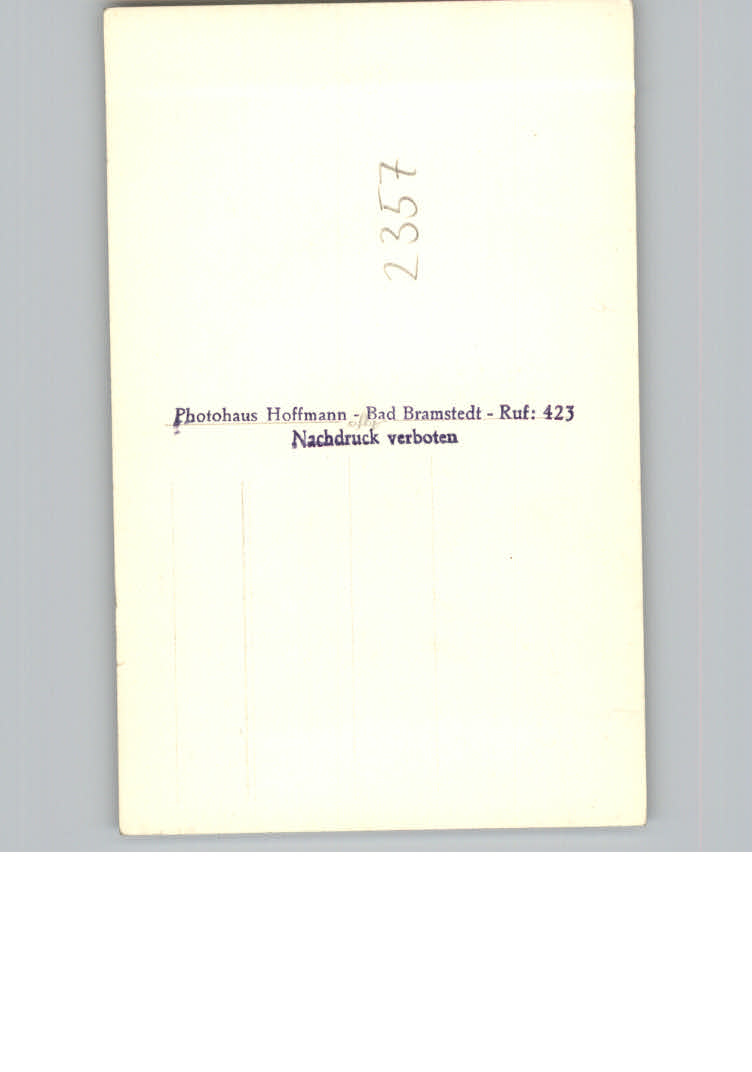 2357
Photohaus Hoffmann - Bad Bramstedt - Ruf: 423
Nachdruck verboten